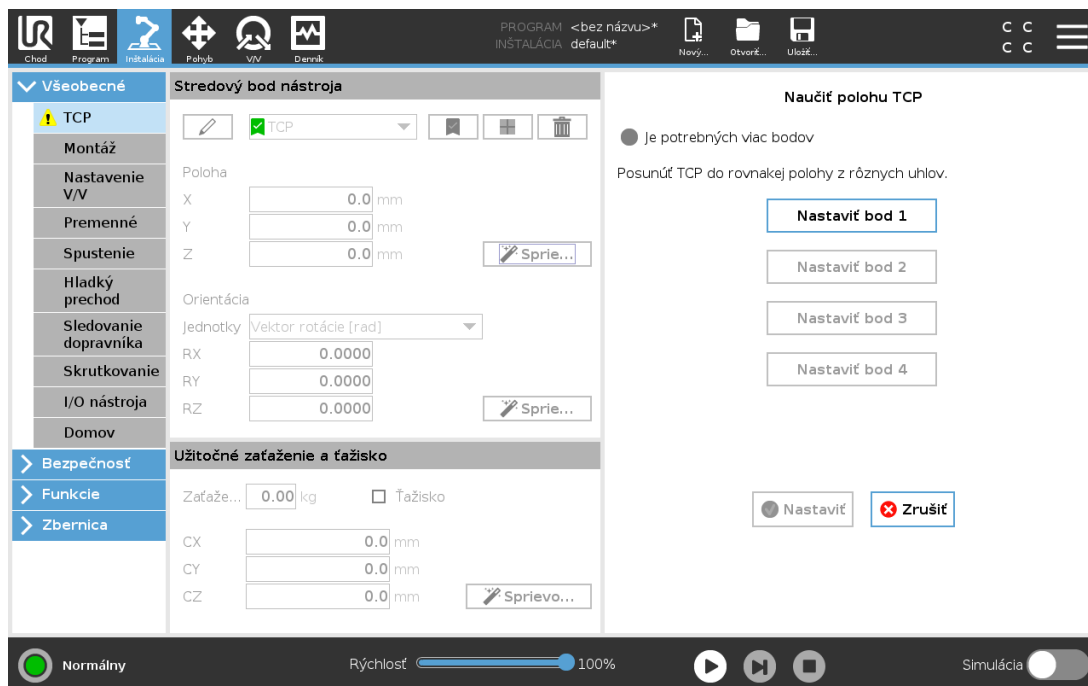 PROGRAM <bez názvu>*
INŠTALÁCIA default*
Chod Program Inštalácia Pohyb V/V Dennik Nový... Otvoriť... Uložiť...
C C
C C
Všeobecné
TCP
Montáž
Nastavenie
V/V
Premenné
Spustenie
Hladký
prechod
Sledovanie
dopravníka
Skrutkovanie
I/O nástroja
Domov
Bezpečnosť
Funkcie
Zbernica
Stredový bod nástroja
TCP
Poloha
X 0.0 mm
Y 0.0 mm
Z 0.0 mm Sprie...
Orientácia
Jednotky Vektor rotácie [rad]
RX 0.0000
RY 0.0000
RZ 0.0000 Sprie...
Užitočné zaťaženie a ťažisko
Zaťaže... 0.00 kg Ťažisko
CX 0.0 mm
CY 0.0 mm
CZ 0.0 mm Sprievo...
Naučiť polohu TCP
Je potrebných viac bodov
Posunúť TCP do rovnakej polohy z rôznych uhlov.
Nastaviť bod 1
Nastaviť bod 2
Nastaviť bod 3
Nastaviť bod 4
Nastaviť Zrušiť
Normálny Rýchlosť 100% Simulácia